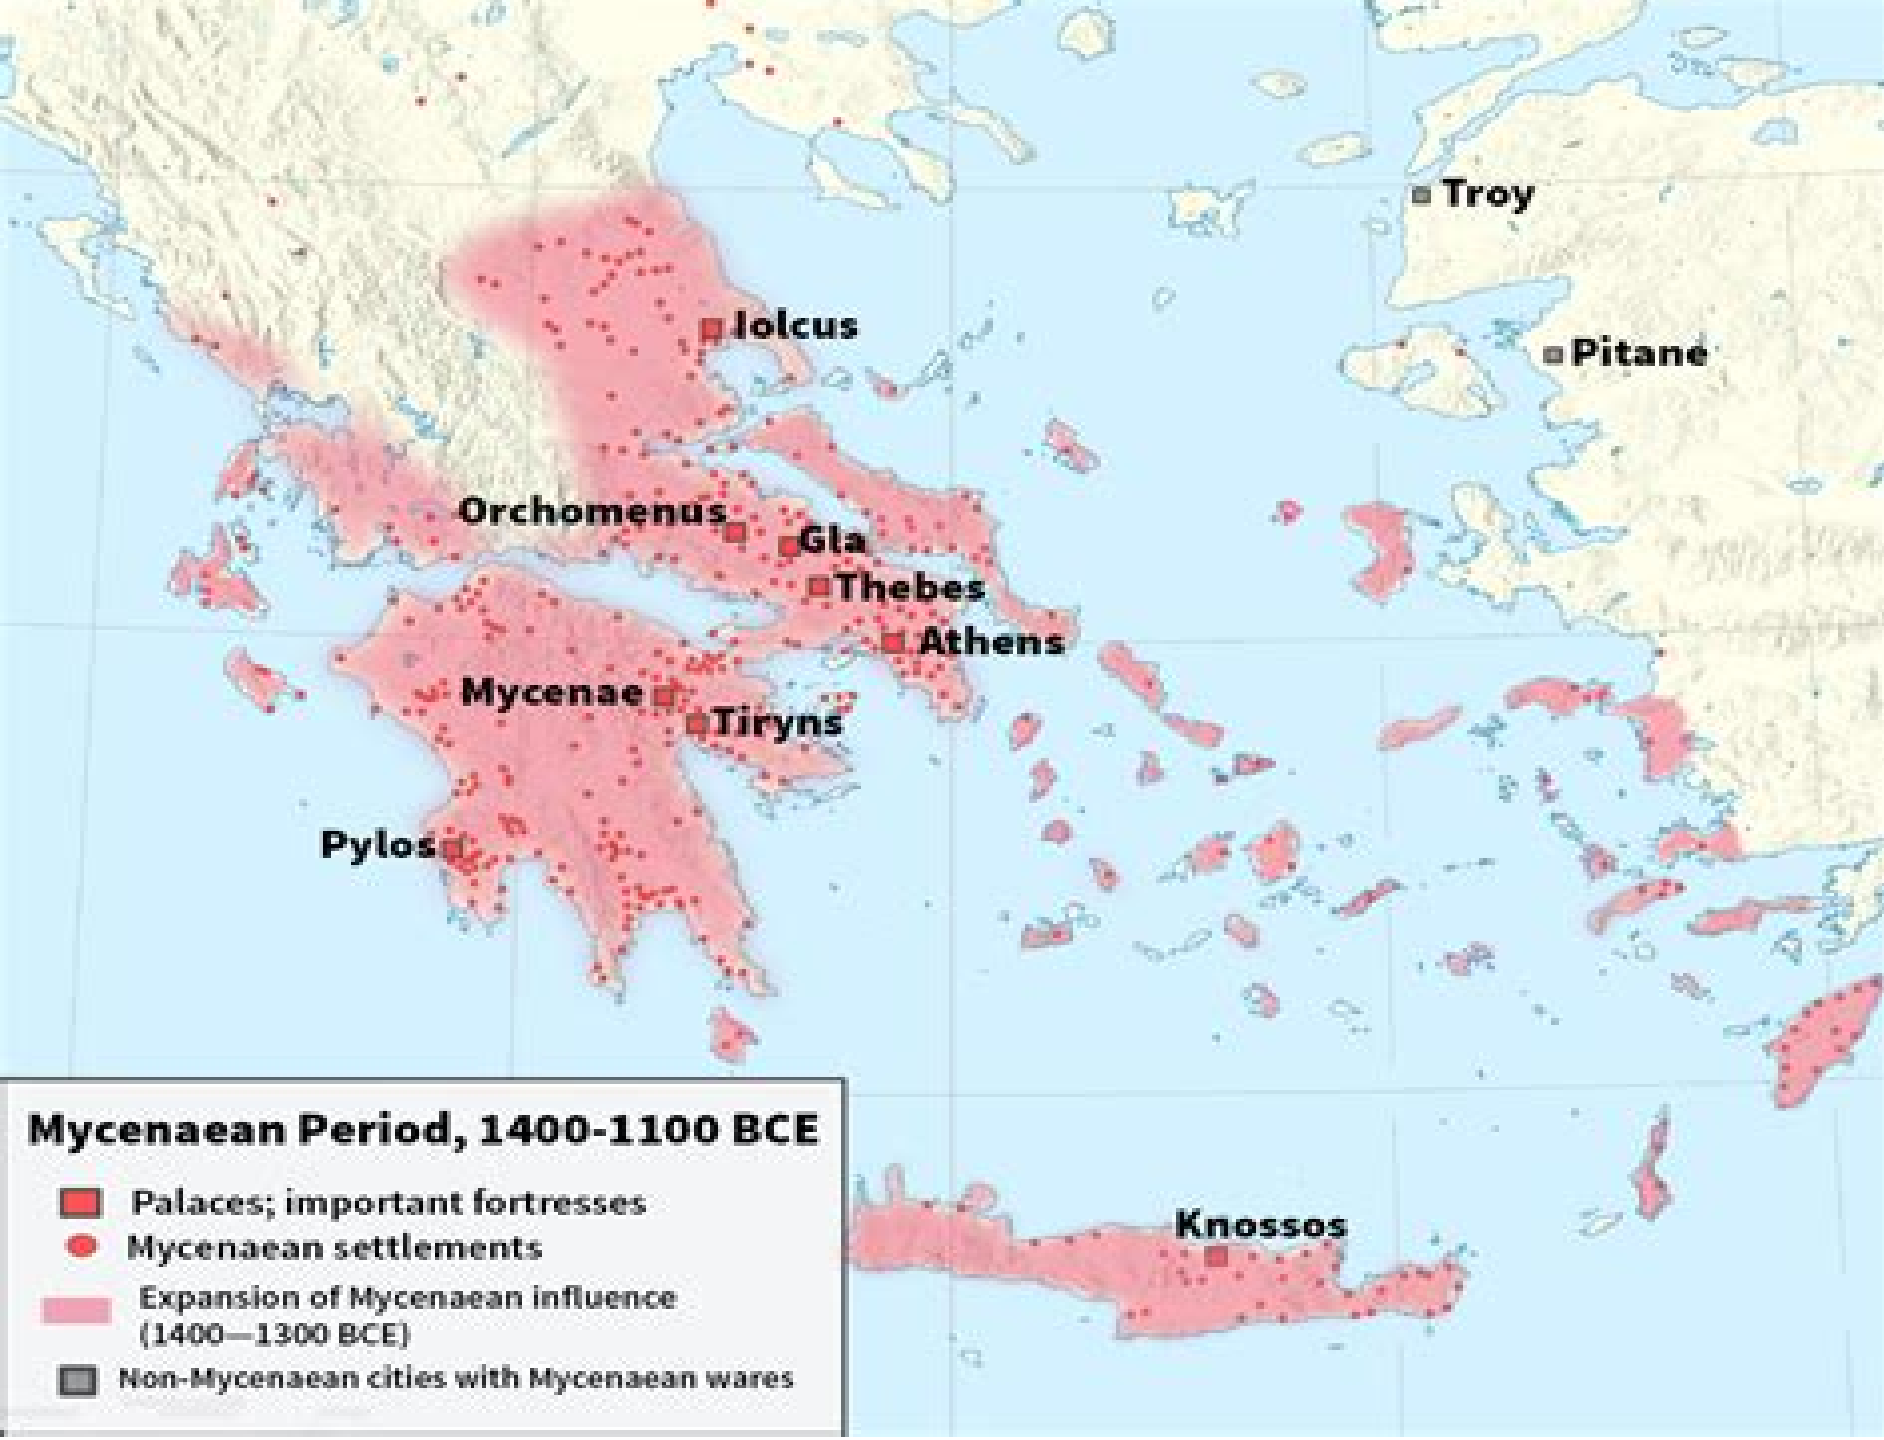 Troy
Iolcus
Pitane
Orchomenus
Gla
Thebes
Athens
Mycenae
Tiryns
Pylos
Knossos
Mycenaean Period, 1400-1100 BCE
Palaces; important fortresses
Mycenaean settlements
Expansion of Mycenaean influence
(1400—1300 BCE)
Non-Mycenaean cities with Mycenaean wares